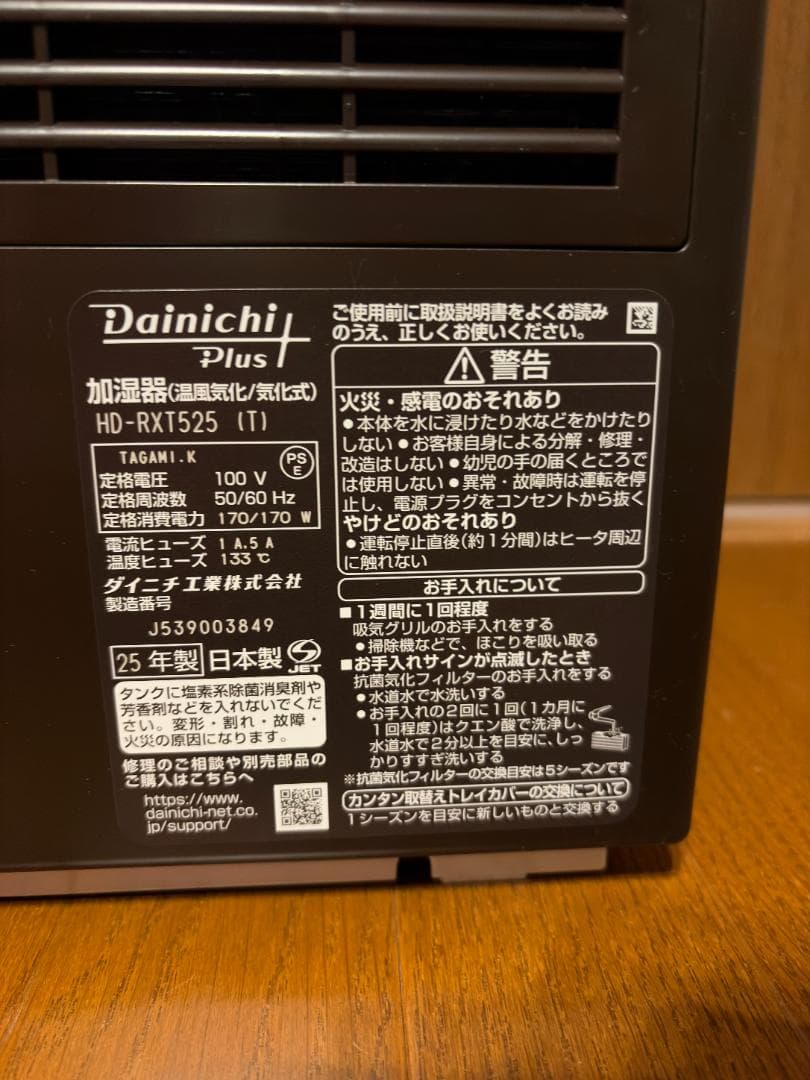 Dainichi
Plus
加湿器(温風気化/気化式)
HD-RXT525 (T)
TAGAMI.K
PS
E
定格電圧 100 V
定格周波数 50/60 Hz
定格消費電力 170/170 W
電流ヒューズ 1 A.5 A
温度ヒューズ 133 ℃
ダイニチ工業株式会社
製造番号
J539003849
25 年製 日本製 JET
タンクに塩素系除菌消臭剤や
芳香剤などを入れないでくだ
さい。変形・割れ・故障・
火災の原因になります。
修理のご相談や別売部品の
ご購入はこちらへ
https://www.
dainichi-net.co.
jp/support/
ご使用前に取扱説明書をよくお読み
のうえ、正しくお使いください。
警告
火災・感電のおそれあり
●本体を水に浸けたり水などをかけたり
しない ●お客様自身による分解・修理・
改造はしない ●幼児の手の届くところで
は使用しない ●異常・故障時は運転を停
止し、電源プラグをコンセントから抜く
やけどのおそれあり
●運転停止直後(約1分間)はヒータ周辺
に触れない
お手入れについて
■1週間に1回程度
吸気グリルのお手入れをする
●掃除機などで、ほこりを吸い取る
■お手入れサインが点滅したとき
抗菌気化フィルターのお手入れをする
●水道水で水洗いする
●お手入れの2回に1回(1カ月に
1回程度)はクエン酸で洗浄し、
水道水で2分以上を目安に、しっ
かりすすぎ洗いする
※抗菌気化フィルターの交換目安は5シーズンです
カンタン取替えトレイカバーの交換について
1シーズンを目安に新しいものと交換する